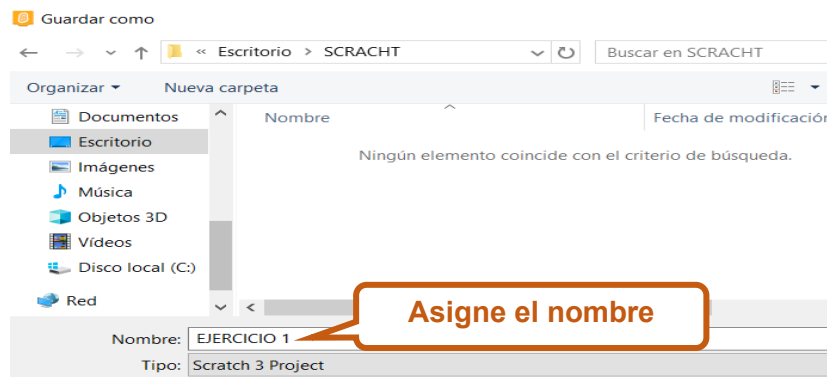 Guardar como
« Escritorio > SCRACHT
Buscar en SCRACHT
Organizar
Nueva carpeta
Documentos
Nombre
Fecha de modificación
Escritorio
Ningún elemento coincide con el criterio de búsqueda.
Imágenes
Música
Objetos 3D
Vídeos
Disco local (C:)
Red
Asigne el nombre
Nombre: EJERCICIO 1
Tipo: Scratch 3 Project